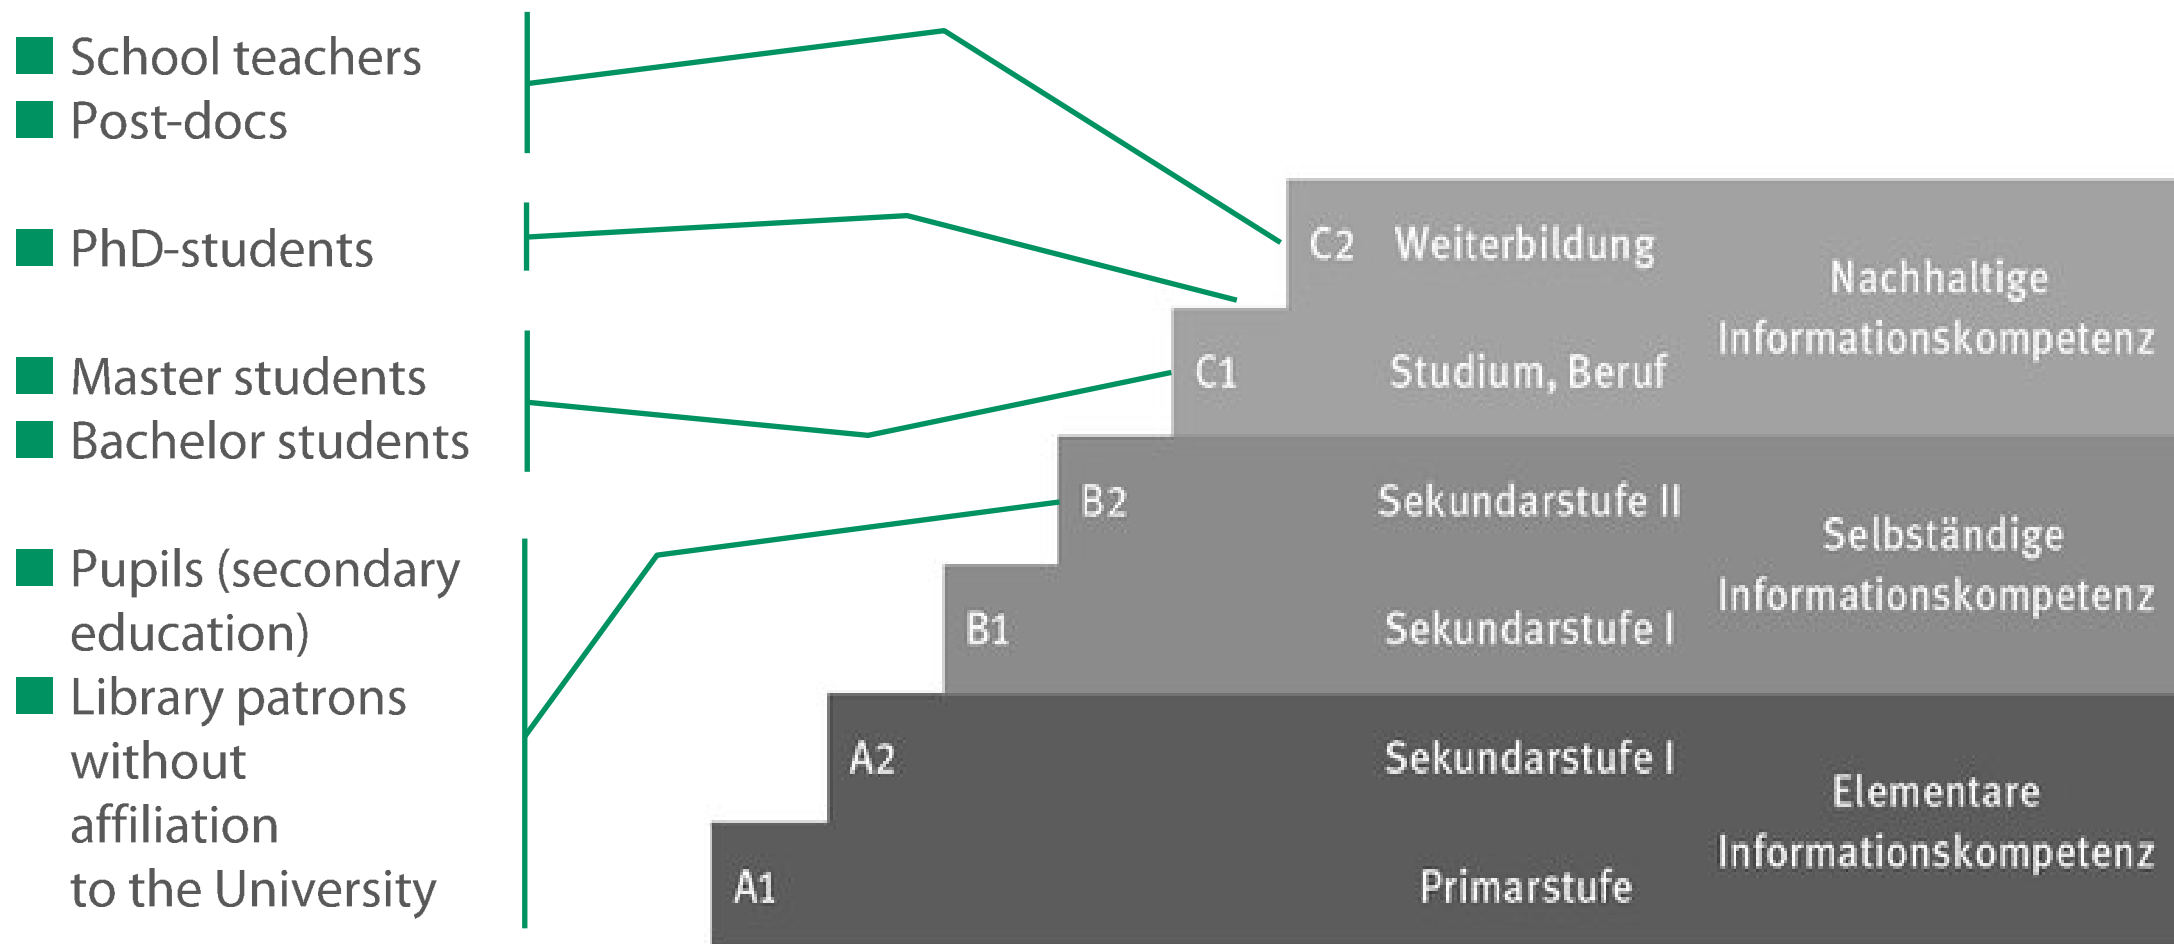 School teachers
Post-docs
PhD-students
Master students
Bachelor students
Pupils (secondary
education)
Library patrons
without
affiliation
to the University
C2 Weiterbildung
Nachhaltige
Informationskompetenz
C1 Studium, Beruf
B2 Sekundarstufe II
Selbständige
Informationskompetenz
B1 Sekundarstufe I
A2 Sekundarstufe I
Elementare
Informationskompetenz
A1 Primarstufe